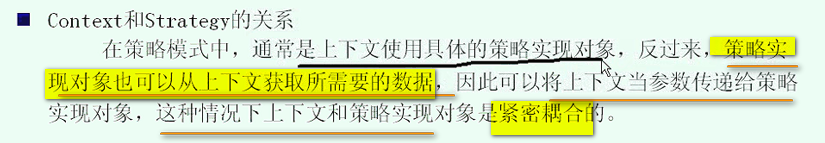 Context和Strategy的关系
在策略模式中，通常是上下文使用具体的策略实现对象，反过来，策略实
现对象也可以从上下文获取所需要的数据，因此可以将上下文当参数传递给策略
实现对象，这种情况下上下文和策略实现对象是紧密耦合的。